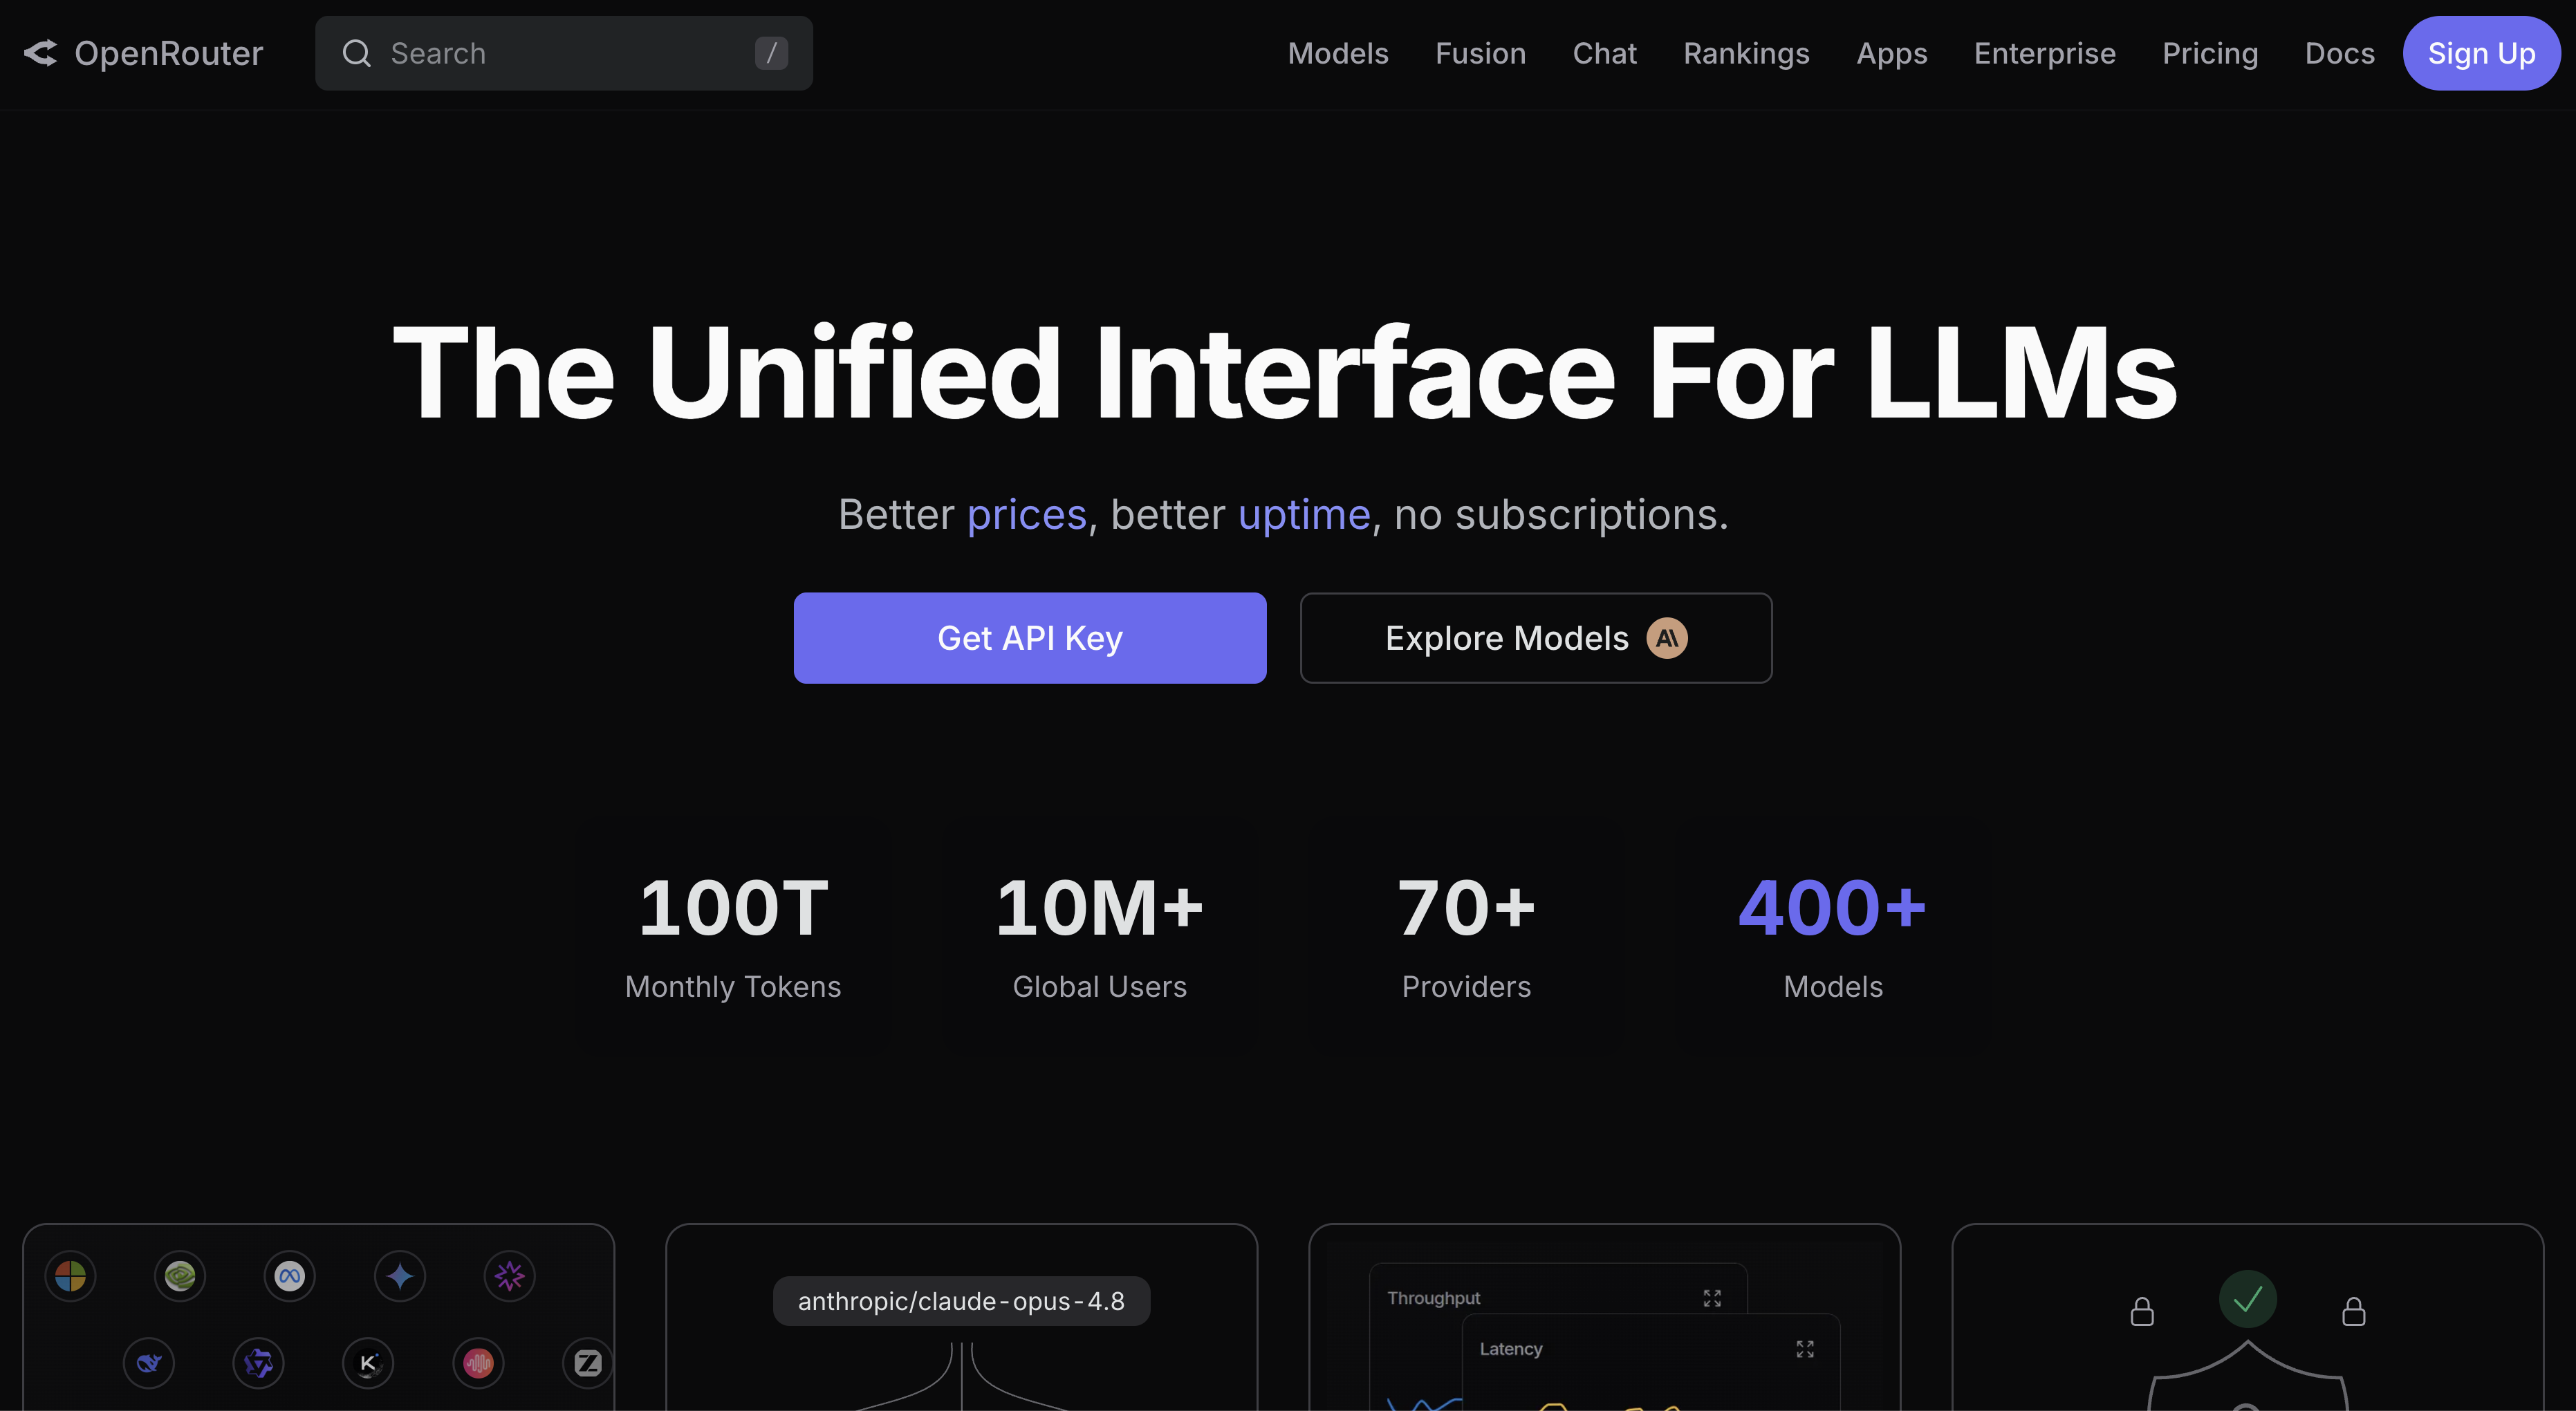 OpenRouter
Search
/
Models
Fusion
Chat
Rankings
Apps
Enterprise
Pricing
Docs
Sign Up
The Unified Interface For LLMs
Better prices, better uptime, no subscriptions.
Get API Key
Explore Models
100T
Monthly Tokens
10M+
Global Users
70+
Providers
400+
Models
anthropic/claude-opus-4.8
Throughput
Latency